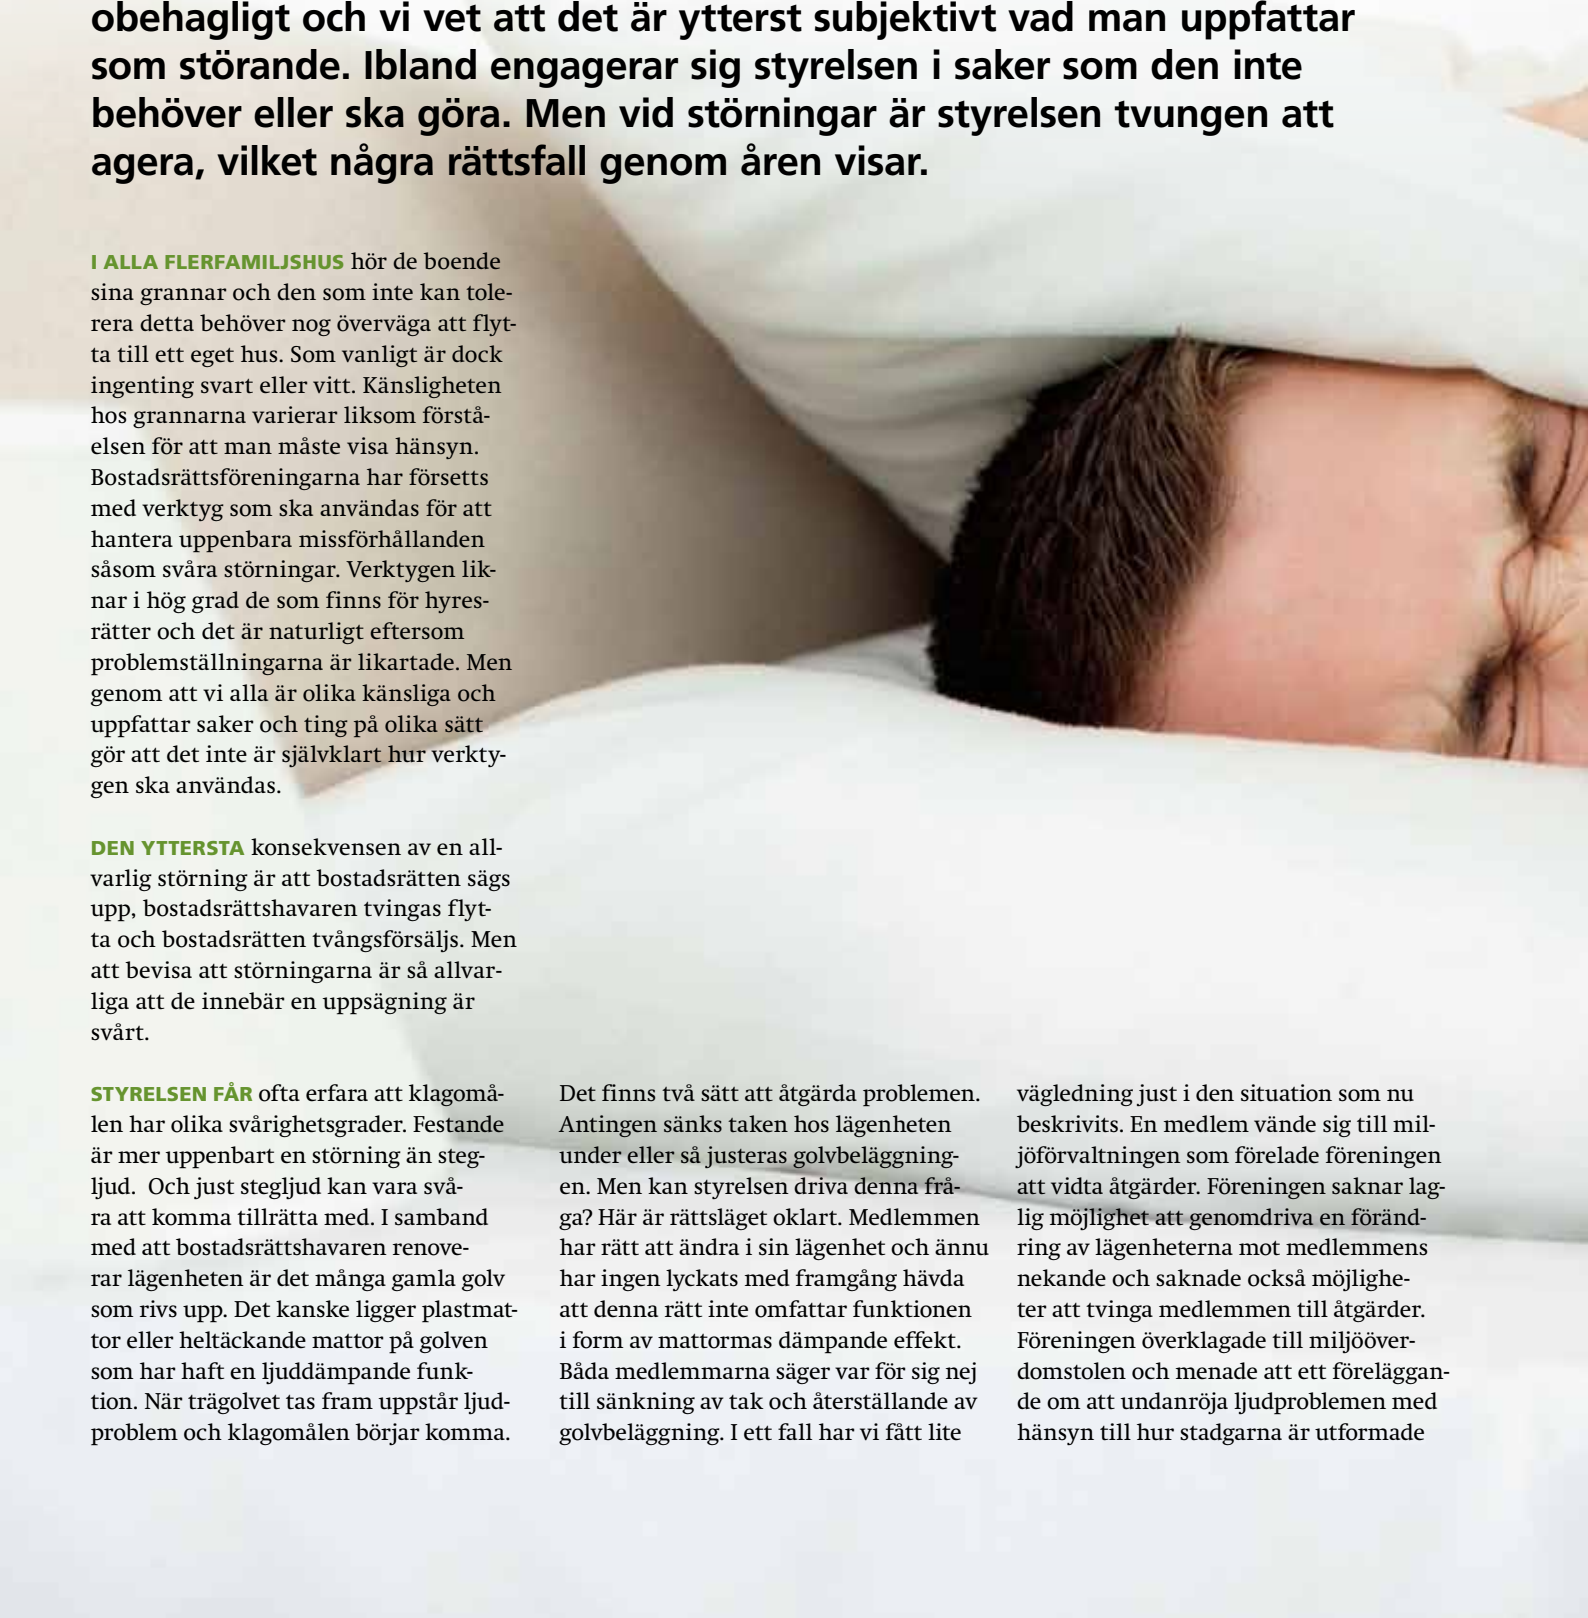 obehagligt och vi vet att det är ytterst subjektivt vad man uppfattar
som störande. Ibland engagerar sig styrelsen i saker som den inte
behöver eller ska göra. Men vid störningar är styrelsen tvungen att
agera, vilket några rättsfall genom åren visar.
I ALLA FLERFAMILJSHUS hör de boende
sina grannar och den som inte kan tole-
rera detta behöver nog överväga att flyt-
ta till ett eget hus. Som vanligt är dock
ingenting svart eller vitt. Känsligheten
hos grannarna varierar liksom förstå-
elsen för att man måste visa hänsyn.
Bostadsrättsföreningarna har försetts
med verktyg som ska användas för att
hantera uppenbara missförhållanden
såsom svåra störningar. Verktygen lik-
nar i hög grad de som finns för hyres-
rätter och det är naturligt eftersom
problemställningarna är likartade. Men
genom att vi alla är olika känsliga och
uppfattar saker och ting på olika sätt
gör att det inte är självklart hur verkty-
gen ska användas.
DEN YTTERSTA konsekvensen av en all-
varlig störning är att bostadsrätten sägs
upp, bostadsrättshavaren tvingas flyt-
ta och bostadsrätten tvångsförsäljs. Men
att bevisa att störningarna är så allvar-
liga att de innebär en uppsägning är
svårt.
STYRELSEN FÅR ofta erfara att klagomå-
len har olika svårighetsgrader. Festande
är mer uppenbart en störning än steg-
ljud. Och just stegljud kan vara svå-
ra att komma tillrätta med. I samband
med att bostadsrättshavaren renove-
rar lägenheten är det många gamla golv
som rivs upp. Det kanske ligger plastmat-
tor eller heltäckande mattor på golven
som har haft en ljuddämpande funk-
tion. När trägolvet tas fram uppstår ljud-
problem och klagomålen börjar komma.
Det finns två sätt att åtgärda problemen.
Antingen sänks taken hos lägenheten
under eller så justeras golvbeläggning-
en. Men kan styrelsen driva denna frå-
ga? Här är rättsläget oklart. Medlemmen
har rätt att ändra i sin lägenhet och ännu
har ingen lyckats med framgång hävda
att denna rätt inte omfattar funktionen
i form av mattormas dämpande effekt.
Båda medlemmarna säger var för sig nej
till sänkning av tak och återställande av
golvbeläggning. I ett fall har vi fått lite
vägledning just i den situation som nu
beskrivits. En medlem vände sig till mil-
jöförvaltningen som förelade föreningen
att vidta åtgärder. Föreningen saknar lag-
lig möjlighet att genomdriva en föränd-
ring av lägenheterna mot medlemmens
nekande och saknade också möjlighe-
ter att tvinga medlemmen till åtgärder.
Föreningen överklagade till miljööver-
domstolen och menade att ett föreläggan-
de om att undanröja ljudproblemen med
hänsyn till hur stadgarna är utformade